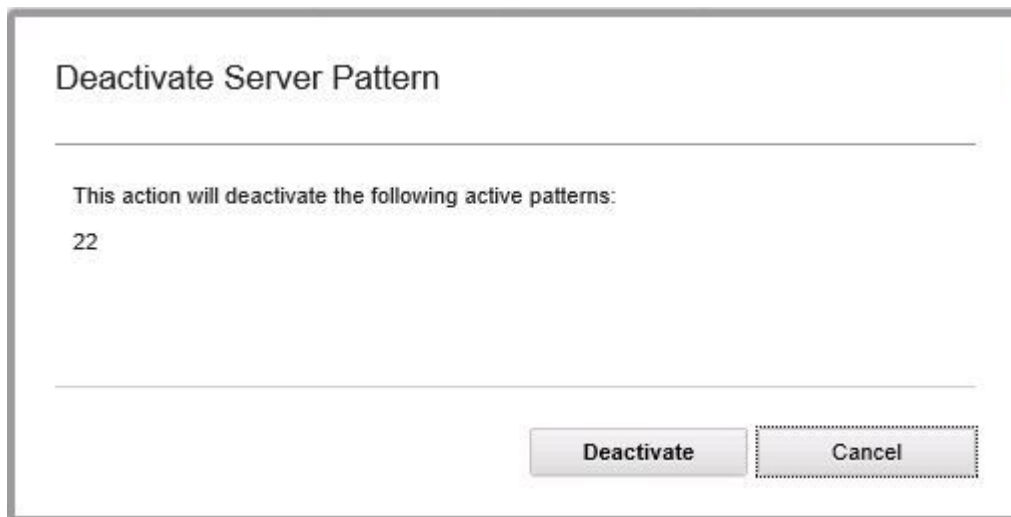 Deactivate Server Pattern
This action will deactivate the following active patterns:
22
Deactivate
Cancel